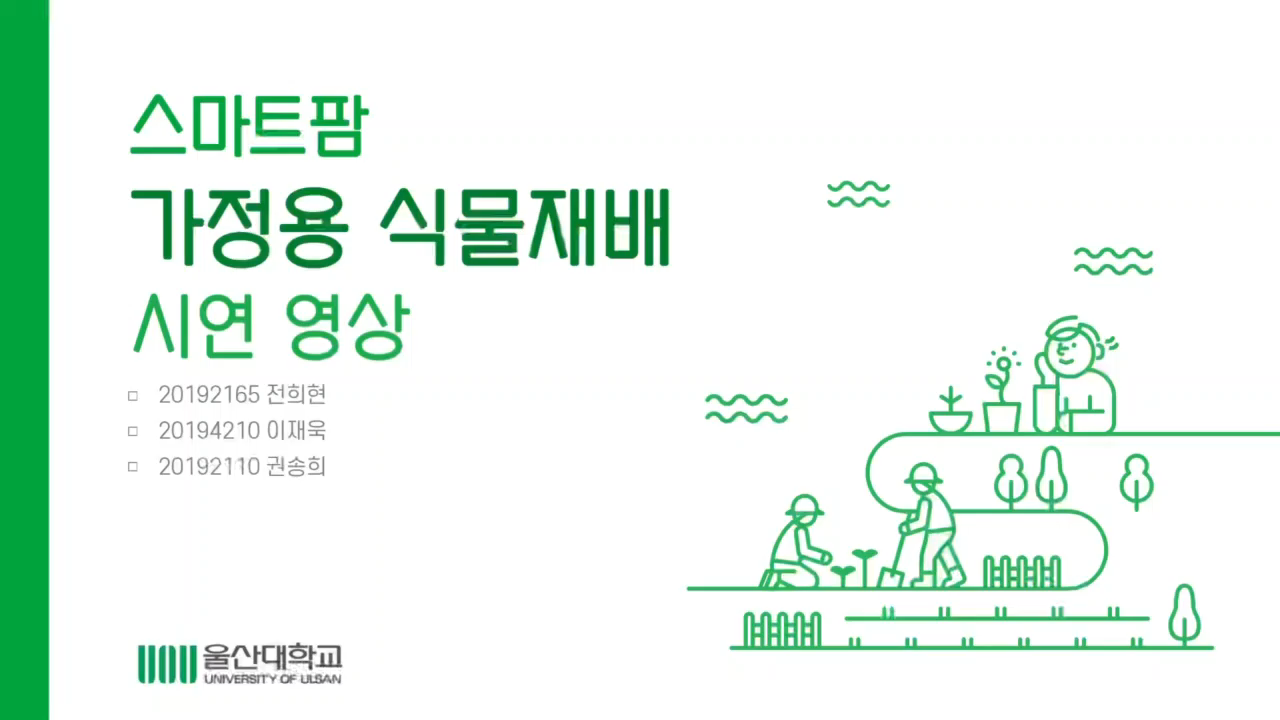 스마트팜
가정용 식물재배
시연 영상
□ 20192165 전희현
□ 20194210 이재욱
□ 20192110 권송희
울산대학교
UNIVERSITY OF ULSAN